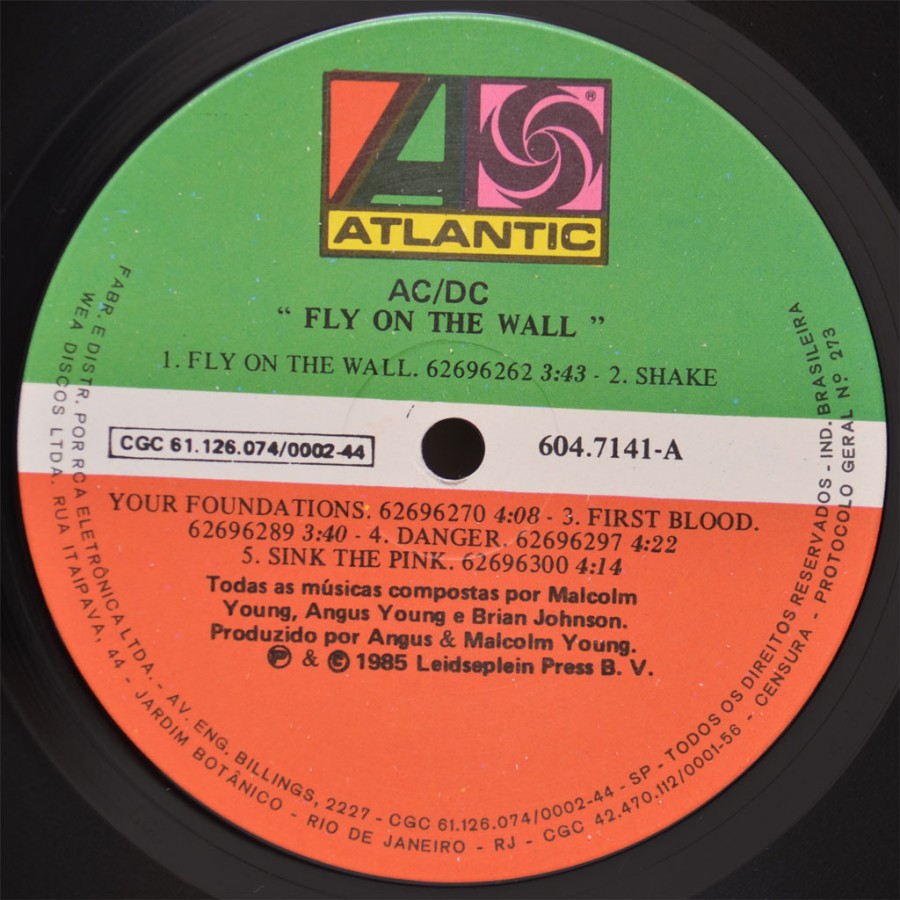 ®
ATLANTIC
AC/DC
“ FLY ON THE WALL ”
1. FLY ON THE WALL. 62696262 3:43 - 2. SHAKE
CGC 61.126.074/0002-44
604.7141-A
YOUR FOUNDATIONS. 62696270 4:08 - 3. FIRST BLOOD.
62696289 3:40 - 4. DANGER. 62696297 4:22
5. SINK THE PINK. 62696300 4:14
Todas as músicas compostas por Malcolm
Young, Angus Young e Brian Johnson.
Produzido por Angus & Malcolm Young.
℗ & © 1985 Leidseplein Press B. V.
FABR. E DISTR. POR RCA ELETRÔNICA LTDA. - AV. ENG. BILLINGS, 2227 - CGC 61.126.074/0002-44 - SP - TODOS OS DIREITOS RESERVADOS - IND. BRASILEIRA
WEA DISCOS LTDA. RUA ITAIPAVA, 44 - JARDIM BOTÂNICO - RIO DE JANEIRO - RJ - CGC 42.470.112/0001-56 - CENSURA - PROTOCOLO GERAL Nº 273